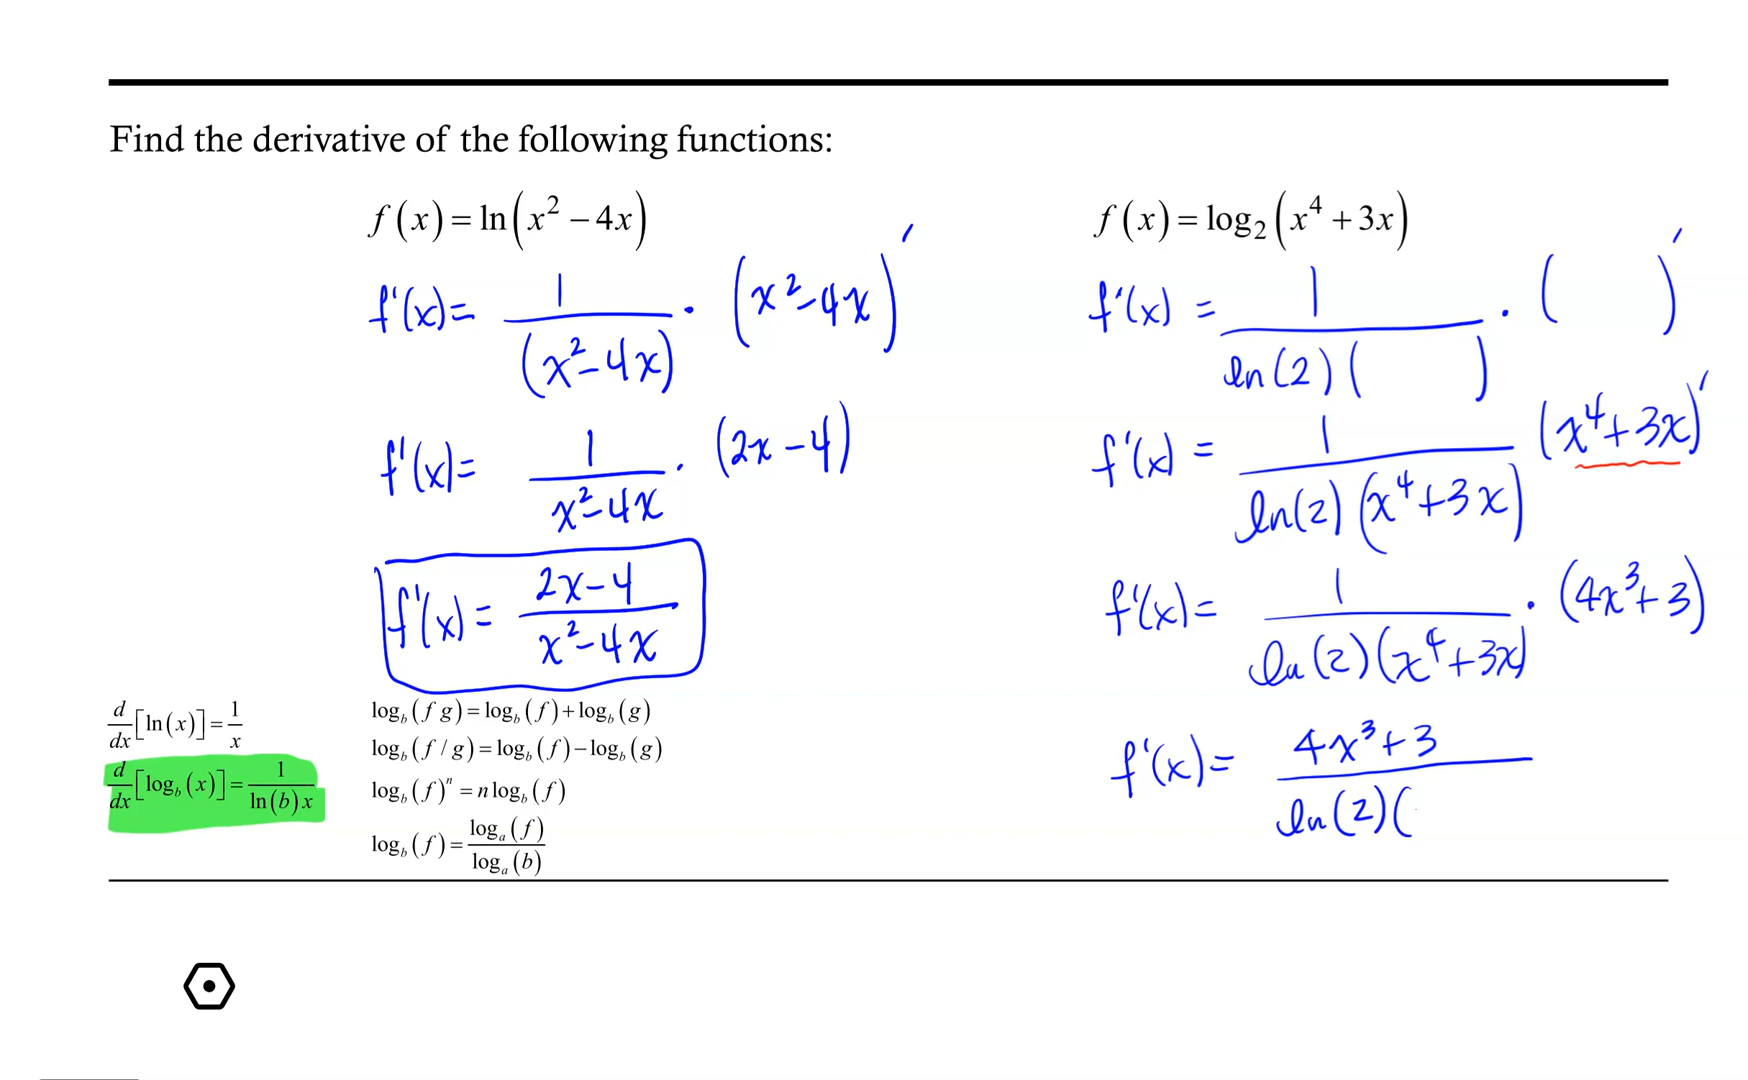 Find the derivative of the following functions:
f(x) = ln(x² − 4x)
f'(x) = 1/(x² − 4x) · (x² − 4x)'
f'(x) = 1/x² − 4x · (2x − 4)
f'(x) = 2x − 4/x² − 4x
f(x) = log₂(x⁴ + 3x)
f'(x) = 1/ln(2)( ) · ( )'
f'(x) = 1/ln(2)(x⁴ + 3x) (x⁴ + 3x)'
f'(x) = 1/ln(2)(x⁴ + 3x) · (4x³ + 3)
f'(x) = 4x³ + 3/ln(2)(
d/dx [ln(x)] = 1/x
d/dx [log_b(x)] = 1/ln(b)x
log_b(f g) = log_b(f) + log_b(g)
log_b(f / g) = log_b(f) − log_b(g)
log_b(f)ⁿ = n log_b(f)
log_b(f) = log_a(f)/log_a(b)